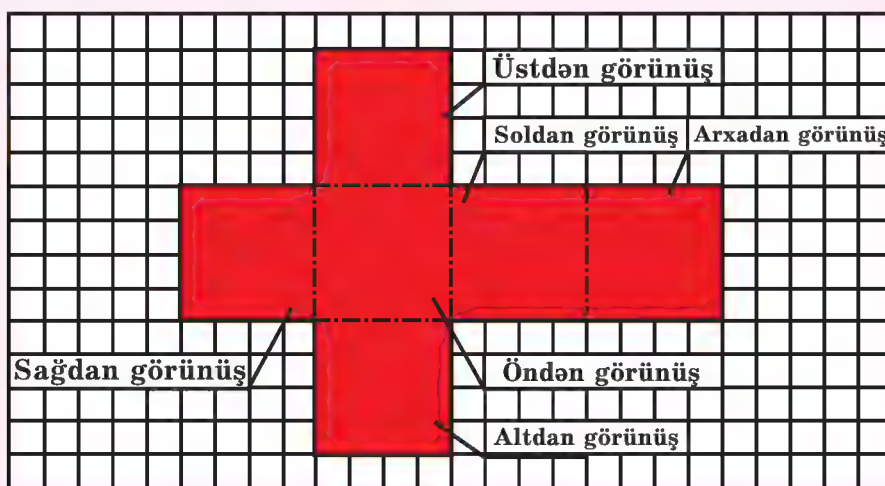 Üstdən görünüş
Soldan görünüş
Arxadan görünüş
Sağdan görünüş
Öndən görünüş
Altdan görünüş